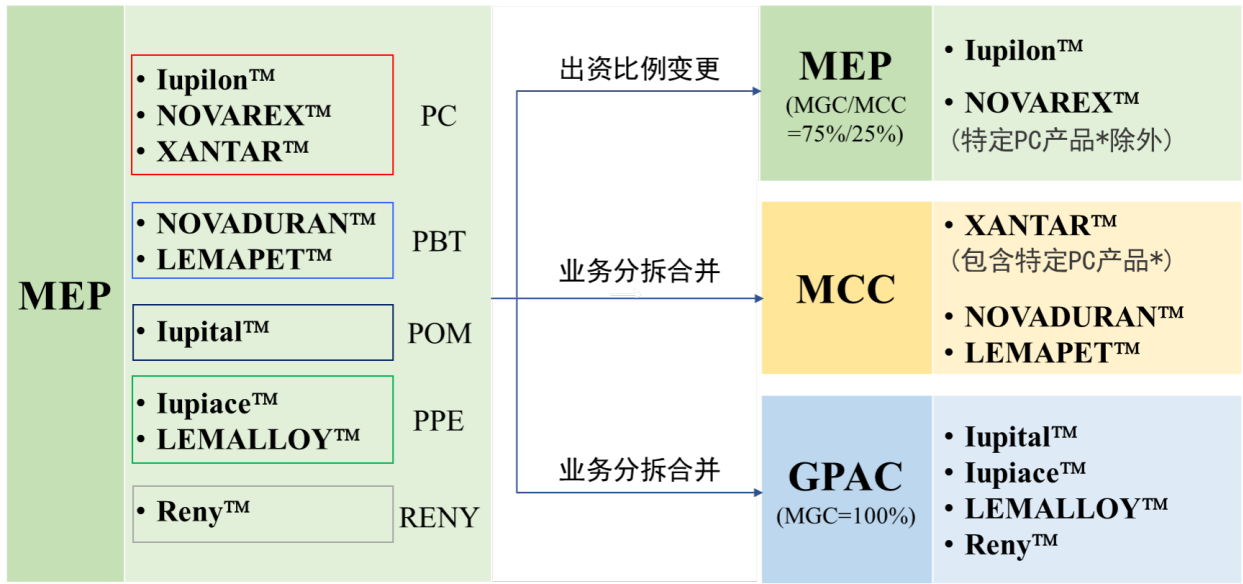 MEP
• Iupilon™
• NOVAREX™
• XANTAR™
PC
• NOVADURAN™
• LEMAPET™
PBT
• Iupital™
POM
• Iupiace™
• LEMALLOY™
PPE
• Reny™
RENY
出资比例变更
业务分拆合并
业务分拆合并
MEP
(MGC/MCC
=75%/25%)
• Iupilon™
• NOVAREX™
(特定PC产品*除外)
MCC
• XANTAR™
(包含特定PC产品*)
• NOVADURAN™
• LEMAPET™
GPAC
(MGC=100%)
• Iupital™
• Iupiace™
• LEMALLOY™
• Reny™